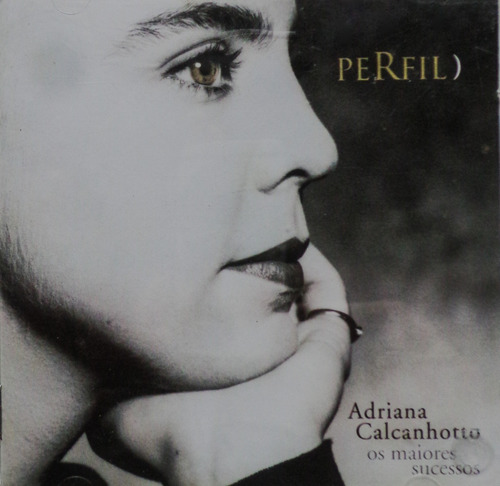 PERFIL)
Adriana
Calcanhotto
os maiores
sucessos